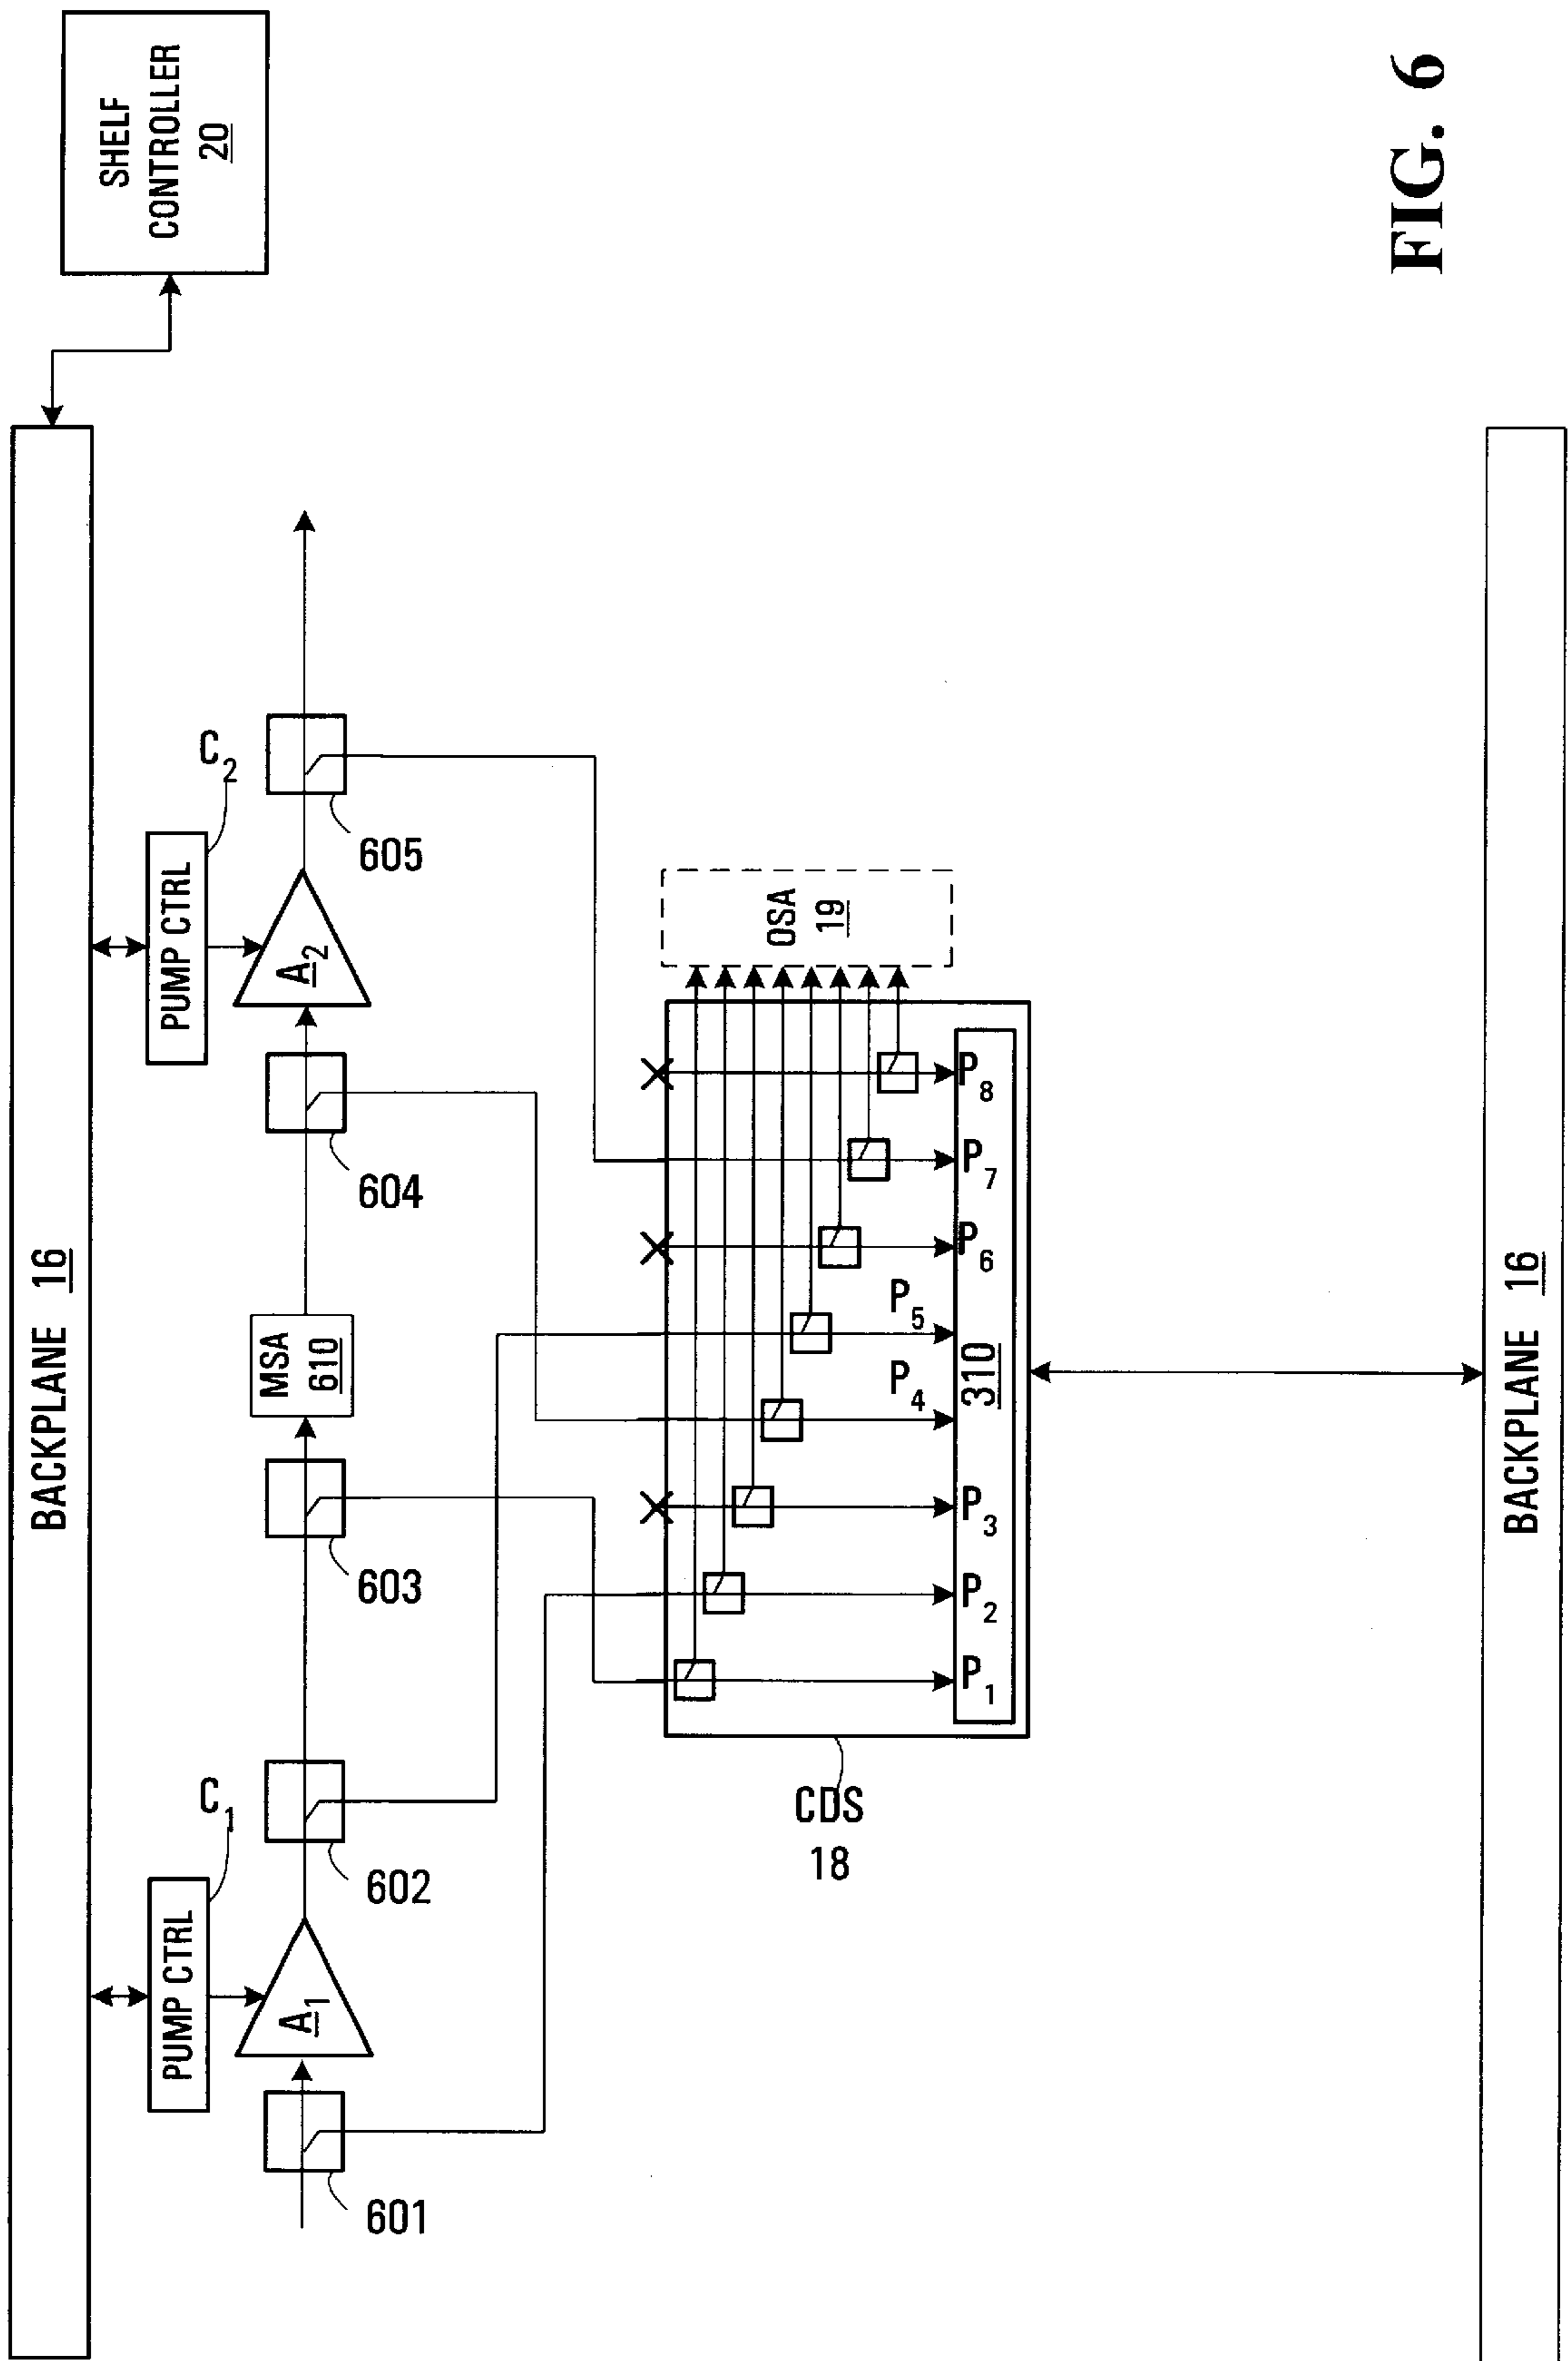 BACKPLANE 16
SHELF
CONTROLLER
20
PUMP CTRL
C1
PUMP CTRL
C2
A1
A2
601
602
603
MSA
610
604
605
OSA
19
P1
P2
P3
P4
P5
P6
P7
P8
310
CDS
18
BACKPLANE 16
FIG. 6